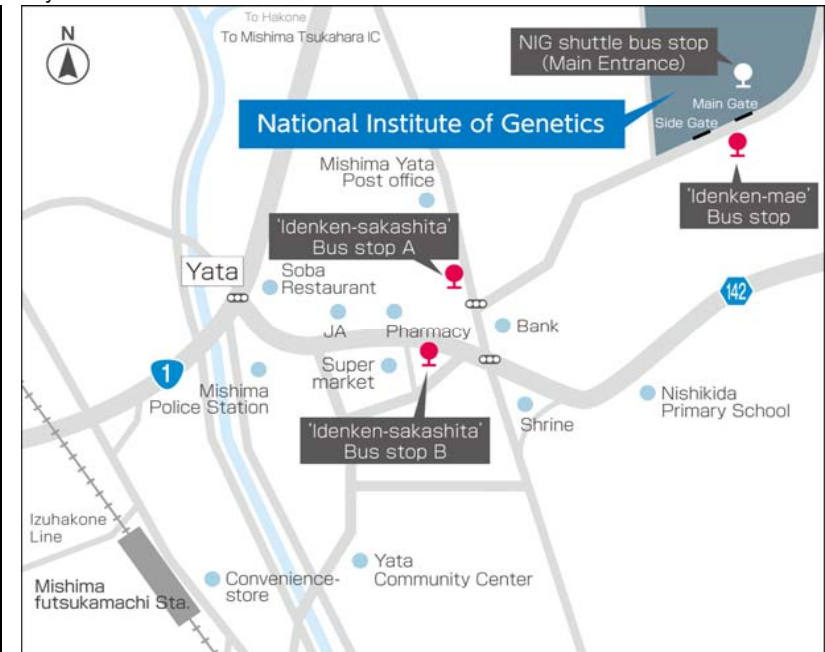 To Hakone
To Mishima Tsukahara IC
N
NIG shuttle bus stop
(Main Entrance)
Main Gate
Side Gate
National Institute of Genetics
'Idenken-mae'
Bus stop
Mishima Yata
Post office
'Idenken-sakashita'
Bus stop A
Yata
Soba
Restaurant
JA
Pharmacy
Bank
142
1
Mishima
Police Station
Super
market
Nishikida
Primary School
Shrine
'Idenken-sakashita'
Bus stop B
Izuhakone
Line
Mishima
futsukamachi Sta.
Convenience-
store
Yata
Community Center